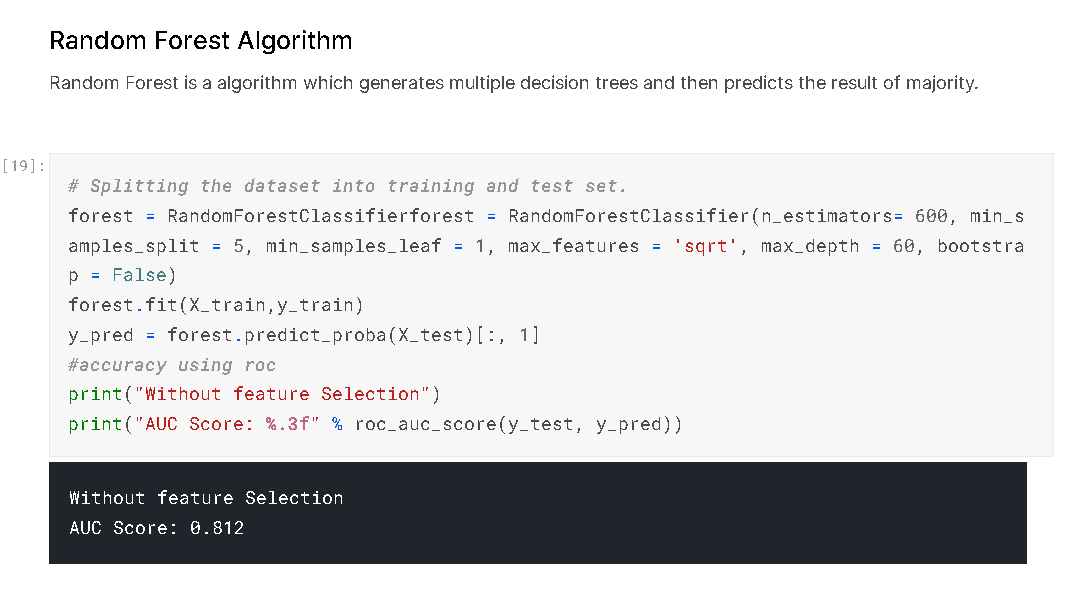 Random Forest Algorithm
Random Forest is a algorithm which generates multiple decision trees and then predicts the result of majority.
[19]:
# Splitting the dataset into training and test set.
forest = RandomForestClassifierforest = RandomForestClassifier(n_estimators= 600, min_s
amples_split = 5, min_samples_leaf = 1, max_features = 'sqrt', max_depth = 60, bootstra
p = False)
forest.fit(X_train,y_train)
y_pred = forest.predict_proba(X_test)[:, 1]
#accuracy using roc
print("Without feature Selection")
print("AUC Score: %.3f" % roc_auc_score(y_test, y_pred))
Without feature Selection
AUC Score: 0.812